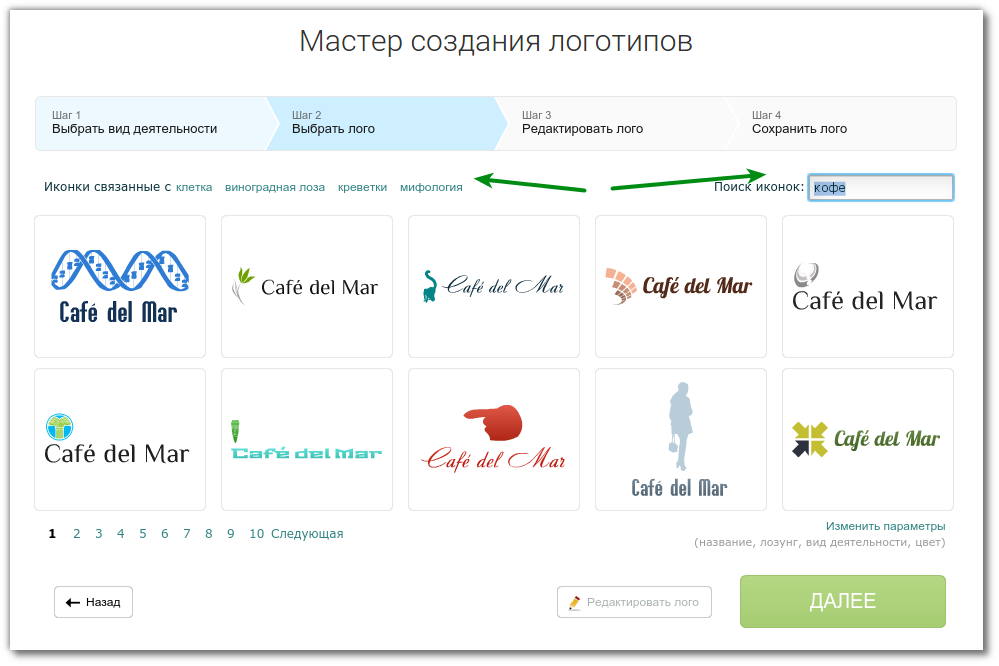 Мастер создания логотипов
Шаг 1
Выбрать вид деятельности
Шаг 2
Выбрать лого
Шаг 3
Редактировать лого
Шаг 4
Сохранить лого
Иконки связанные с клетка виноградная лоза креветки мифология
Поиск иконок: кофе
Café del Mar
Café del Mar
Café del Mar
Café del Mar
Café del Mar
Café del Mar
Café del Mar
Café del Mar
Café del Mar
Café del Mar
1 2 3 4 5 6 7 8 9 10 Следующая
Изменить параметры
(название, лозунг, вид деятельности, цвет)
Назад
Редактировать лого
ДАЛЕЕ